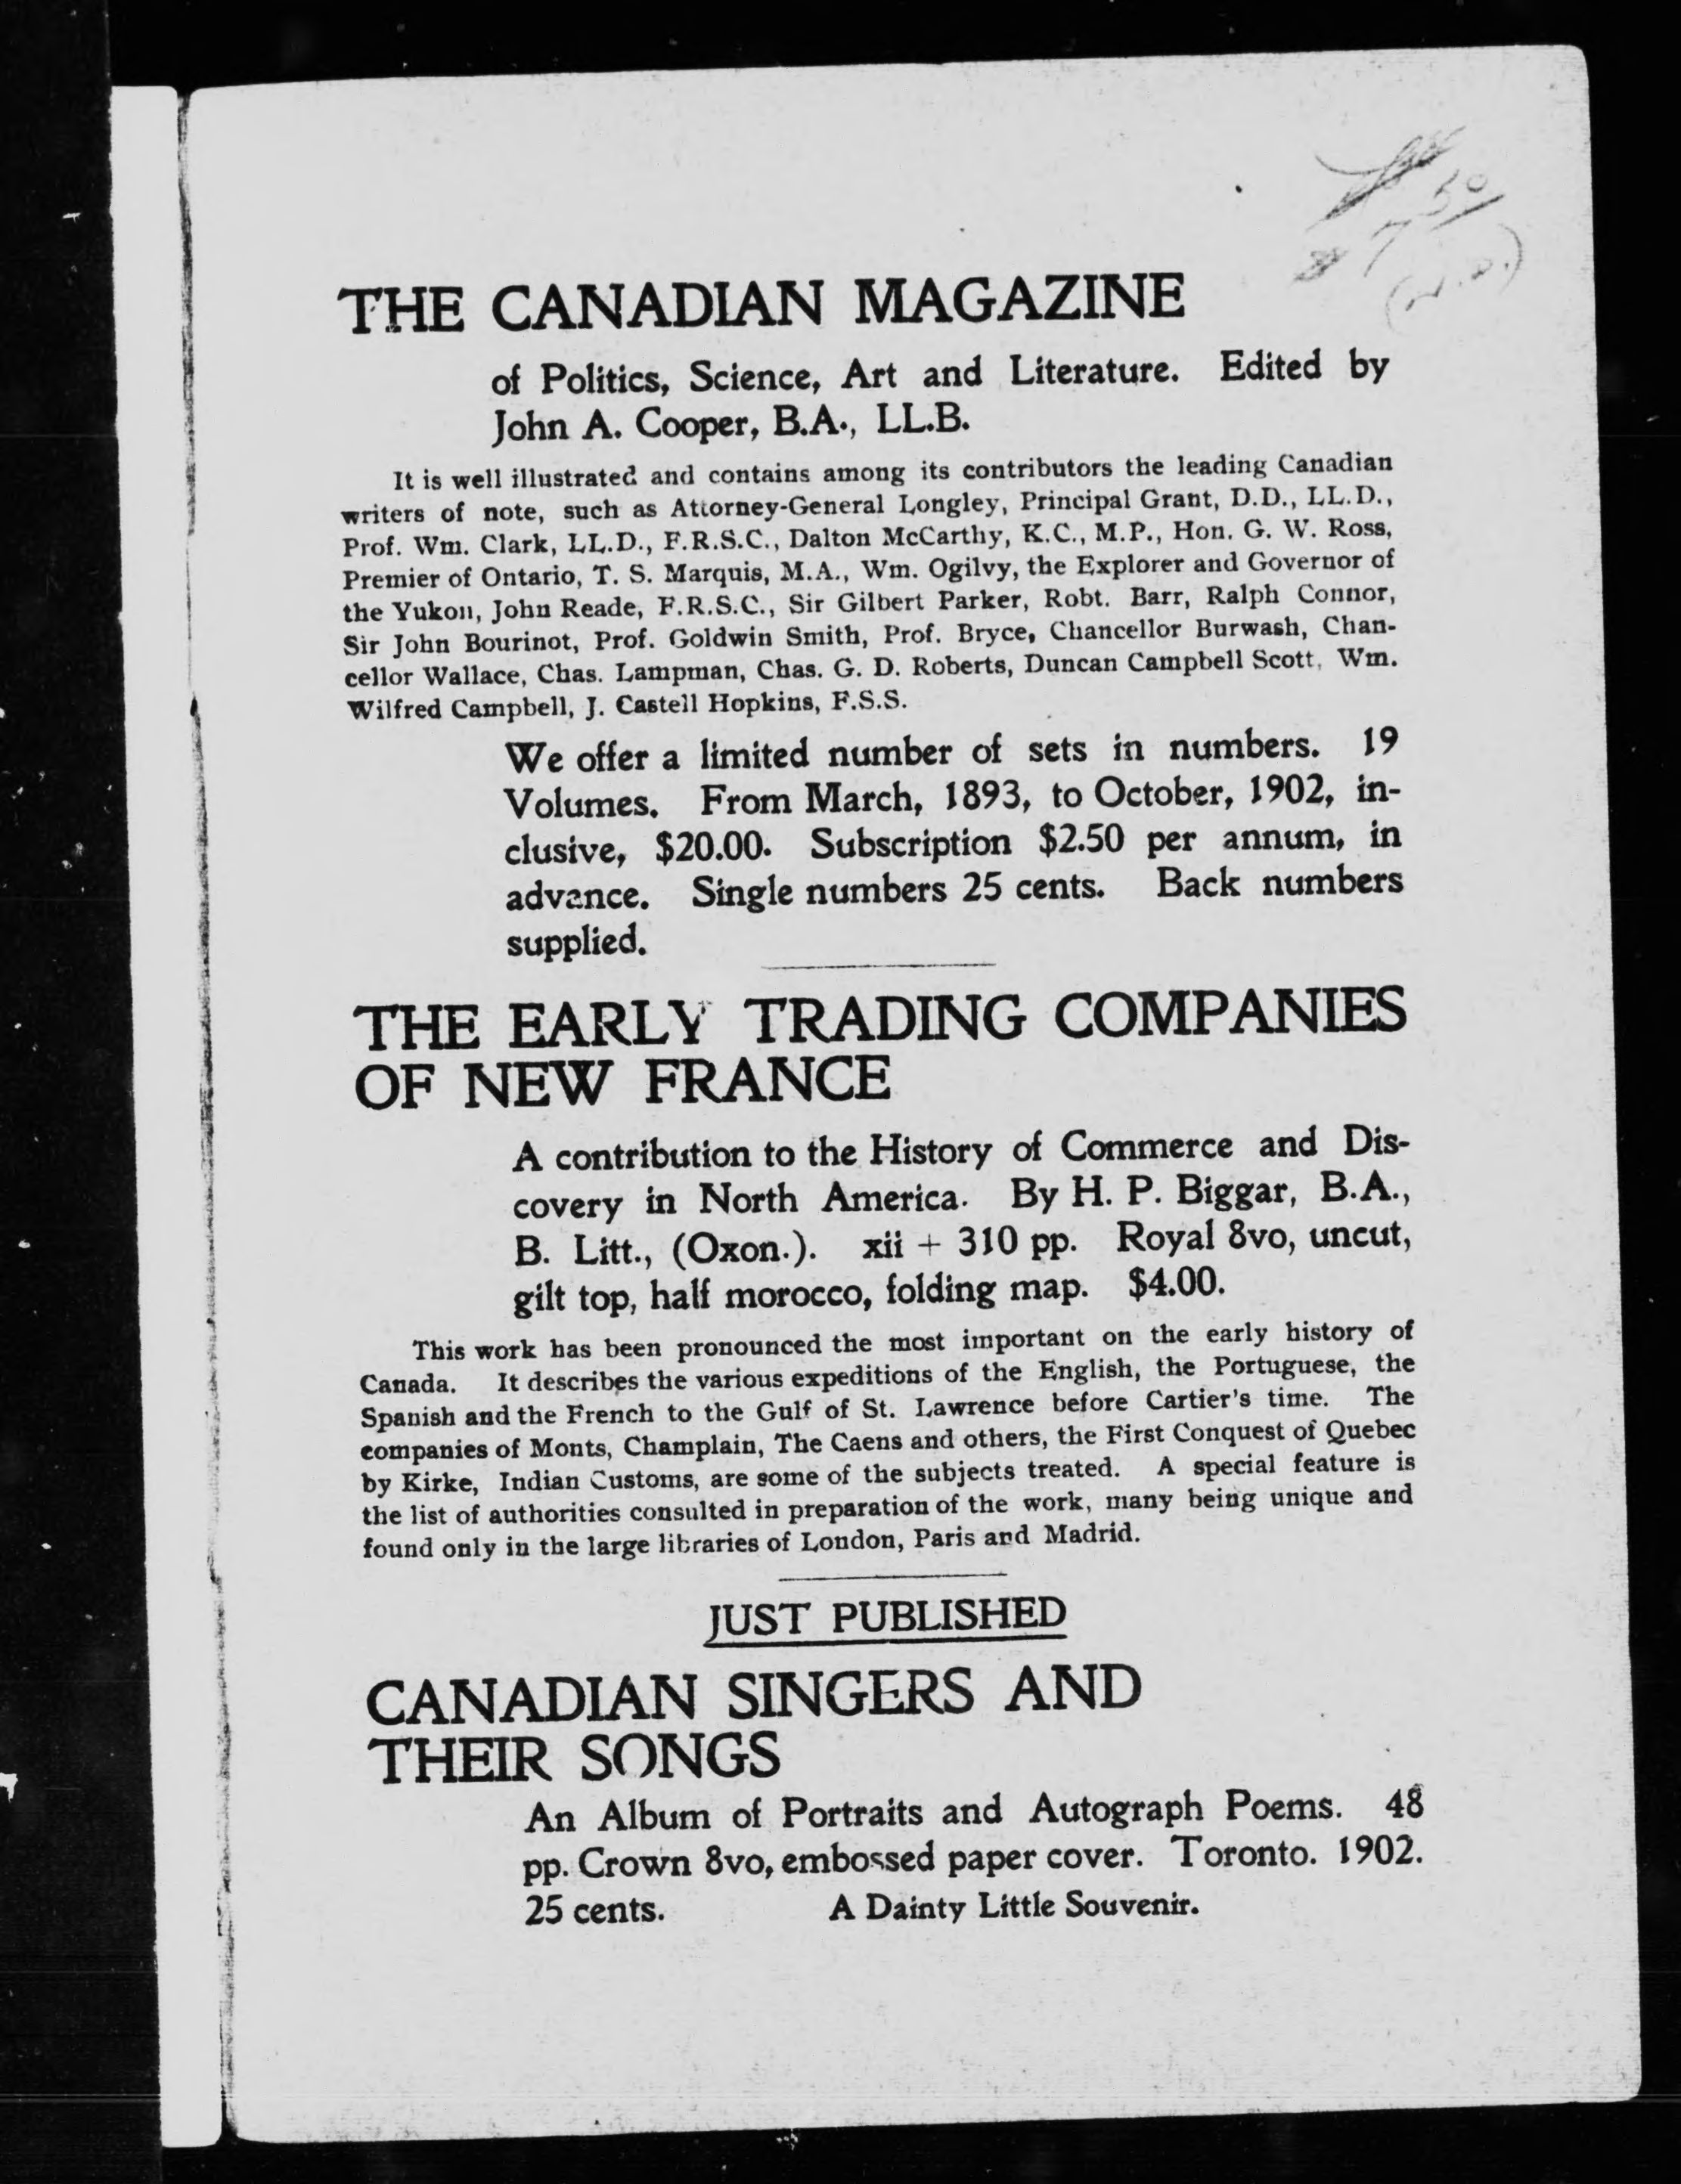 THE CANADIAN MAGAZINE
of Politics, Science, Art and Literature. Edited by
John A. Cooper, B.A., LL.B.
It is well illustrated and contains among its contributors the leading Canadian
writers of note, such as Attorney-General Longley, Principal Grant, D.D., LL.D.,
Prof. Wm. Clark, LL.D., F.R.S.C., Dalton McCarthy, K.C., M.P., Hon. G. W. Ross,
Premier of Ontario, T. S. Marquis, M.A., Wm. Ogilvy, the Explorer and Governor of
the Yukon, John Reade, F.R.S.C., Sir Gilbert Parker, Robt. Barr, Ralph Connor,
Sir John Bourinot, Prof. Goldwin Smith, Prof. Bryce, Chancellor Burwash, Chan-
cellor Wallace, Chas. Lampman, Chas. G. D. Roberts, Duncan Campbell Scott, Wm.
Wilfred Campbell, J. Castell Hopkins, F.S.S.
We offer a limited number of sets in numbers. 19
Volumes. From March, 1893, to October, 1902, in-
clusive, $20.00. Subscription $2.50 per annum, in
advance. Single numbers 25 cents. Back numbers
supplied.
THE EARLY TRADING COMPANIES
OF NEW FRANCE
A contribution to the History of Commerce and Dis-
covery in North America. By H. P. Biggar, B.A.,
B. Litt., (Oxon.). xii + 310 pp. Royal 8vo, uncut,
gilt top, half morocco, folding map. $4.00.
This work has been pronounced the most important on the early history of
Canada. It describes the various expeditions of the English, the Portuguese, the
Spanish and the French to the Gulf of St. Lawrence before Cartier's time. The
companies of Monts, Champlain, The Caens and others, the First Conquest of Quebec
by Kirke, Indian Customs, are some of the subjects treated. A special feature is
the list of authorities consulted in preparation of the work, many being unique and
found only in the large libraries of London, Paris and Madrid.
JUST PUBLISHED
CANADIAN SINGERS AND
THEIR SONGS
An Album of Portraits and Autograph Poems. 48
pp. Crown 8vo, embossed paper cover. Toronto. 1902.
25 cents. A Dainty Little Souvenir.